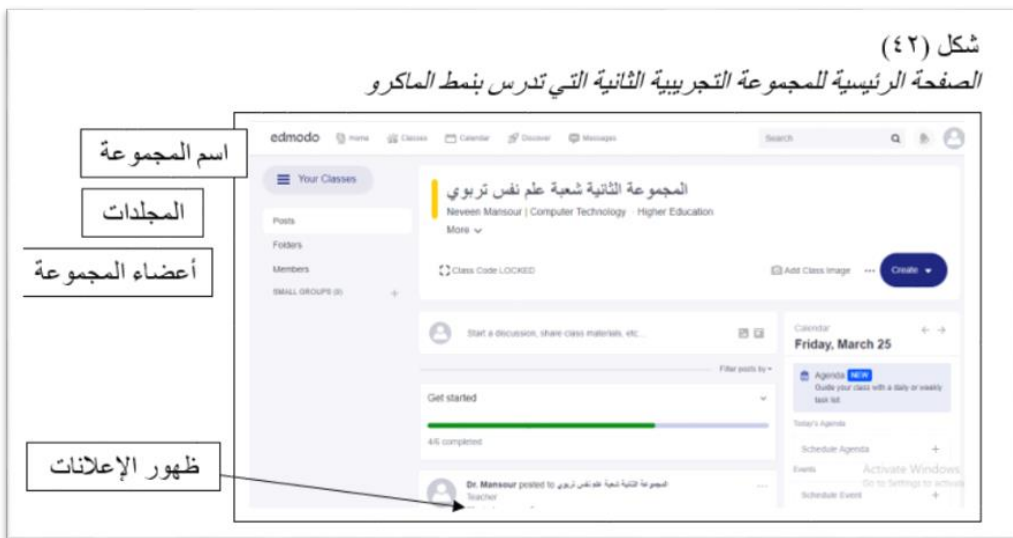 شكل (٤٢)
الصفحة الرئيسية للمجموعة التجريبية الثانية التي تدرس بنمط الماكرو
اسم المجموعة
المجلدات
أعضاء المجموعة
ظهور الإعلانات
edmodo Home Classes Calendar Discover Messages Search
Your Classes
Posts
Folders
Members
SMALL GROUPS (0) +
المجموعة الثانية شعبة علم نفس تربوي
Neveen Mansour | Computer Technology · Higher Education
More
Class Code LOCKED
Add Class Image ... Create
Start a discussion, share class materials, etc...
Filter posts by
Get started
4/6 completed
Dr. Mansour posted to المجموعة الثانية شعبة علم نفس تربوي ...
Teacher
Calendar ← →
Friday, March 25
Agenda NEW
Guide your class with a daily or weekly
task list.
Today's Agenda
Schedule Agenda +
Events
Schedule Event +
Activate Windows
Go to Settings to activate